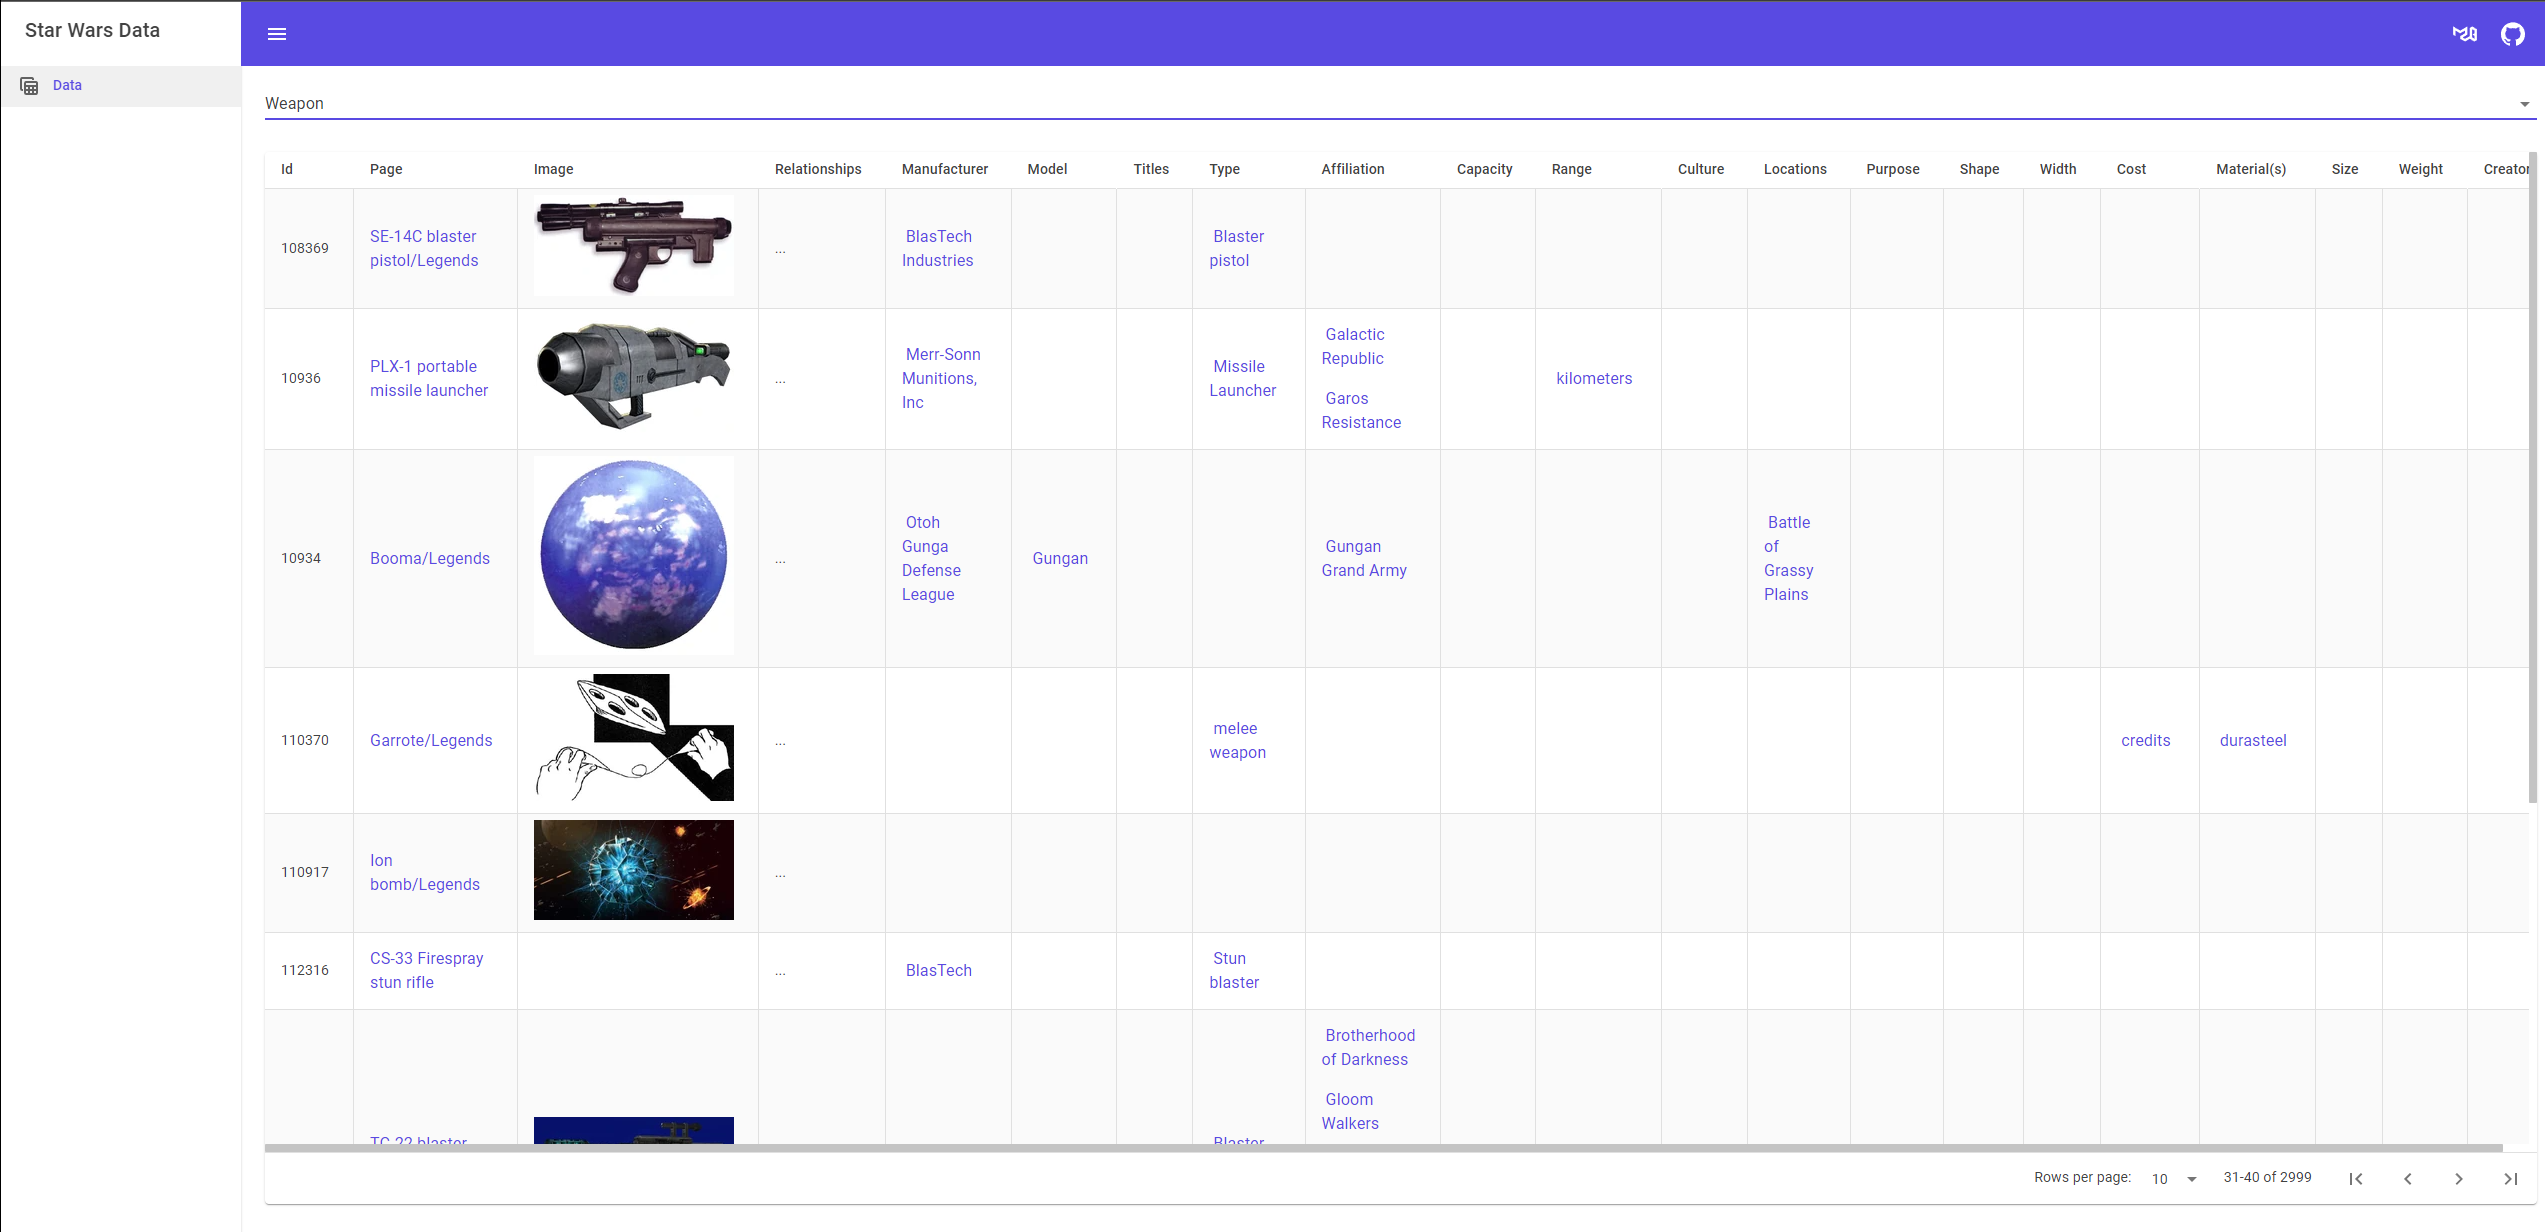 Star Wars Data
Data
Weapon
Id Page Image Relationships Manufacturer Model Titles Type Affiliation Capacity Range Culture Locations Purpose Shape Width Cost Material(s) Size Weight Creator
108369
SE-14C blaster
pistol/Legends
...
BlasTech
Industries
Blaster
pistol
10936
PLX-1 portable
missile launcher
...
Merr-Sonn
Munitions,
Inc
Missile
Launcher
Galactic
Republic
Garos
Resistance
kilometers
10934
Booma/Legends
...
Otoh
Gunga
Defense
League
Gungan
Gungan
Grand Army
Battle
of
Grassy
Plains
110370
Garrote/Legends
...
melee
weapon
credits
durasteel
110917
Ion
bomb/Legends
...
112316
CS-33 Firespray
stun rifle
...
BlasTech
Stun
blaster
TC-22 blaster
Blaster
Brotherhood
of Darkness
Gloom
Walkers
Rows per page: 10 31-40 of 2999